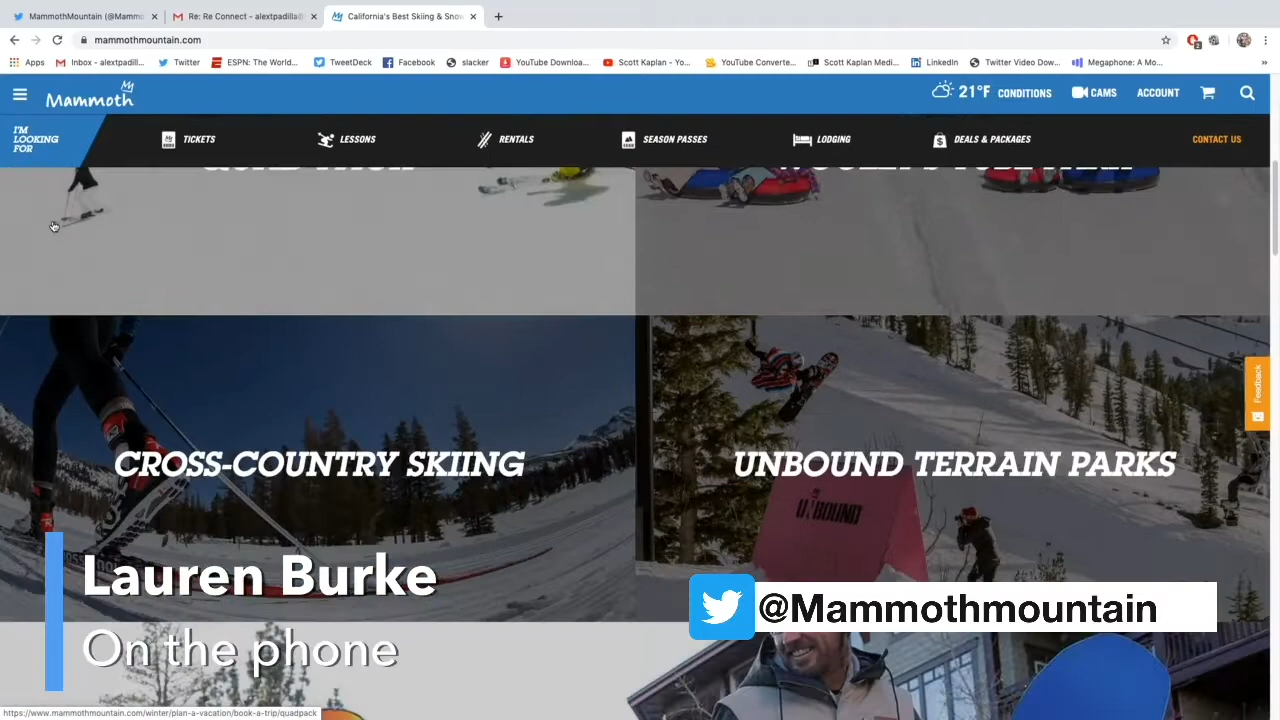 MammothMountain (@Mammo
Re: Re Connect - alextpadilla@
California's Best Skiing & Snow
mammothmountain.com
2
Apps
Inbox - alextpadill...
Twitter
ESPN: The World...
TweetDeck
Facebook
slacker
YouTube Downloa...
Scott Kaplan - Yo...
YouTube Converte...
Scott Kaplan Medi...
LinkedIn
Twitter Video Dow...
Megaphone: A Mo...
»
Mammoth
21°F CONDITIONS
CAMS
ACCOUNT
I'M
LOOKING
FOR
TICKETS
LESSONS
RENTALS
SEASON PASSES
LODGING
DEALS & PACKAGES
CONTACT US
Feedback
CROSS-COUNTRY SKIING
UNBOUND TERRAIN PARKS
UNBOUND
Lauren Burke
On the phone
@Mammothmountain
https://www.mammothmountain.com/winter/plan-a-vacation/book-a-trip/quadpack